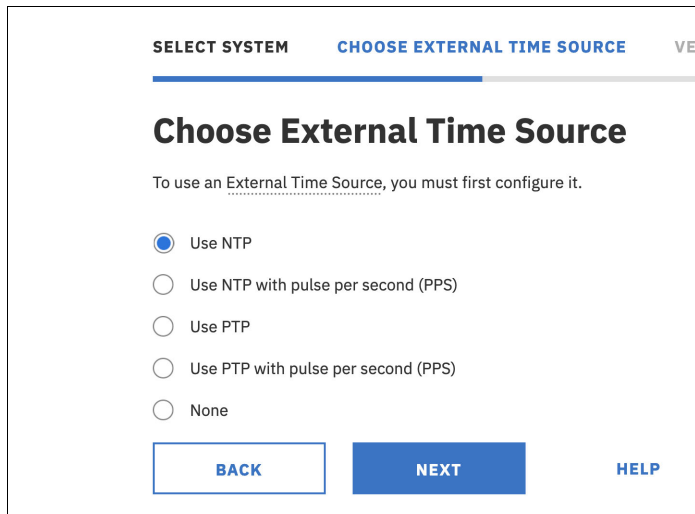 SELECT SYSTEM CHOOSE EXTERNAL TIME SOURCE VE
Choose External Time Source
To use an External Time Source, you must first configure it.
Use NTP
Use NTP with pulse per second (PPS)
Use PTP
Use PTP with pulse per second (PPS)
None
BACK NEXT HELP